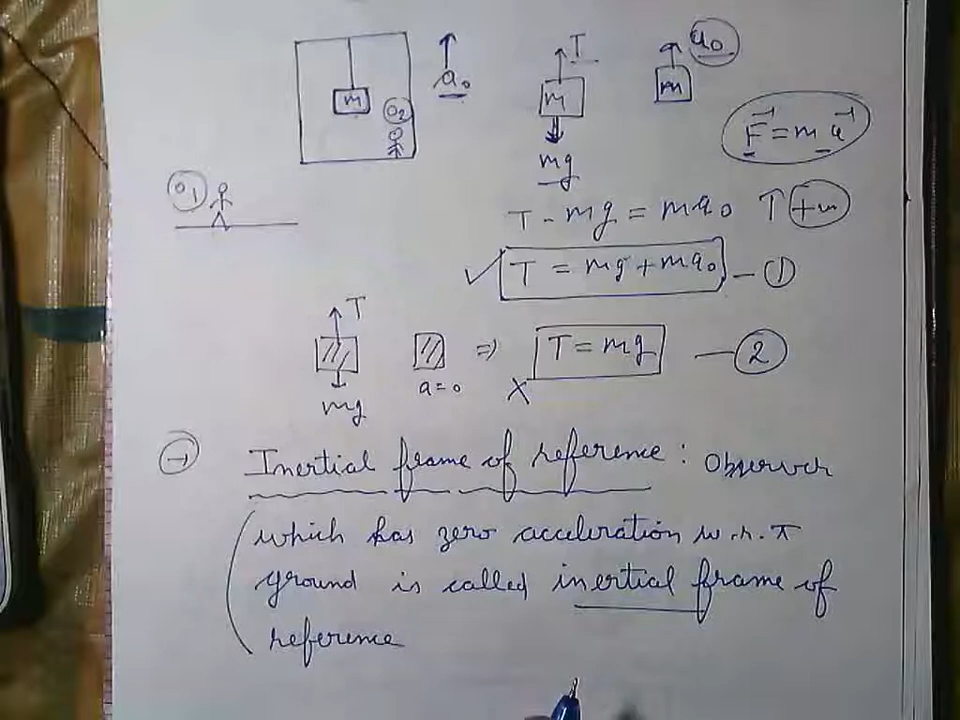 m
a₀
O₂
T
m
mg
a₀
m
F⃗ = m a⃗
O₁
T - mg = ma₀ ↑ +ve
✓ T = mg + ma₀ — ①
T
mg
a = 0
⇒ T = mg — ②
X
→ Inertial frame of reference : Observer
which has zero acceleration w.r.t
ground is called inertial frame of
reference